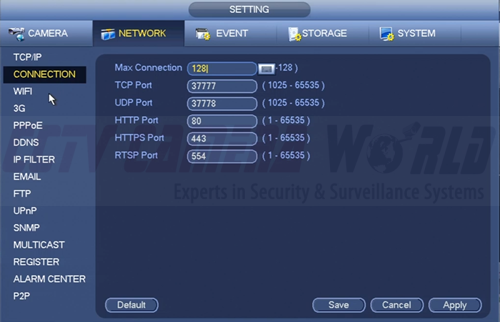 SETTING
CAMERA NETWORK EVENT STORAGE SYSTEM
TCP/IP
CONNECTION
WIFI
3G
PPPoE
DDNS
IP FILTER
EMAIL
FTP
UPnP
SNMP
MULTICAST
REGISTER
ALARM CENTER
P2P
Max Connection 128 -128 )
TCP Port 37777 ( 1025 - 65535 )
UDP Port 37778 ( 1025 - 65535 )
HTTP Port 80 ( 1 - 65535 )
HTTPS Port 443 ( 1 - 65535 )
RTSP Port 554 ( 1 - 65535 )
CCTV CAMERA WORLD
Experts in Security & Surveillance Systems
Default Save Cancel Apply